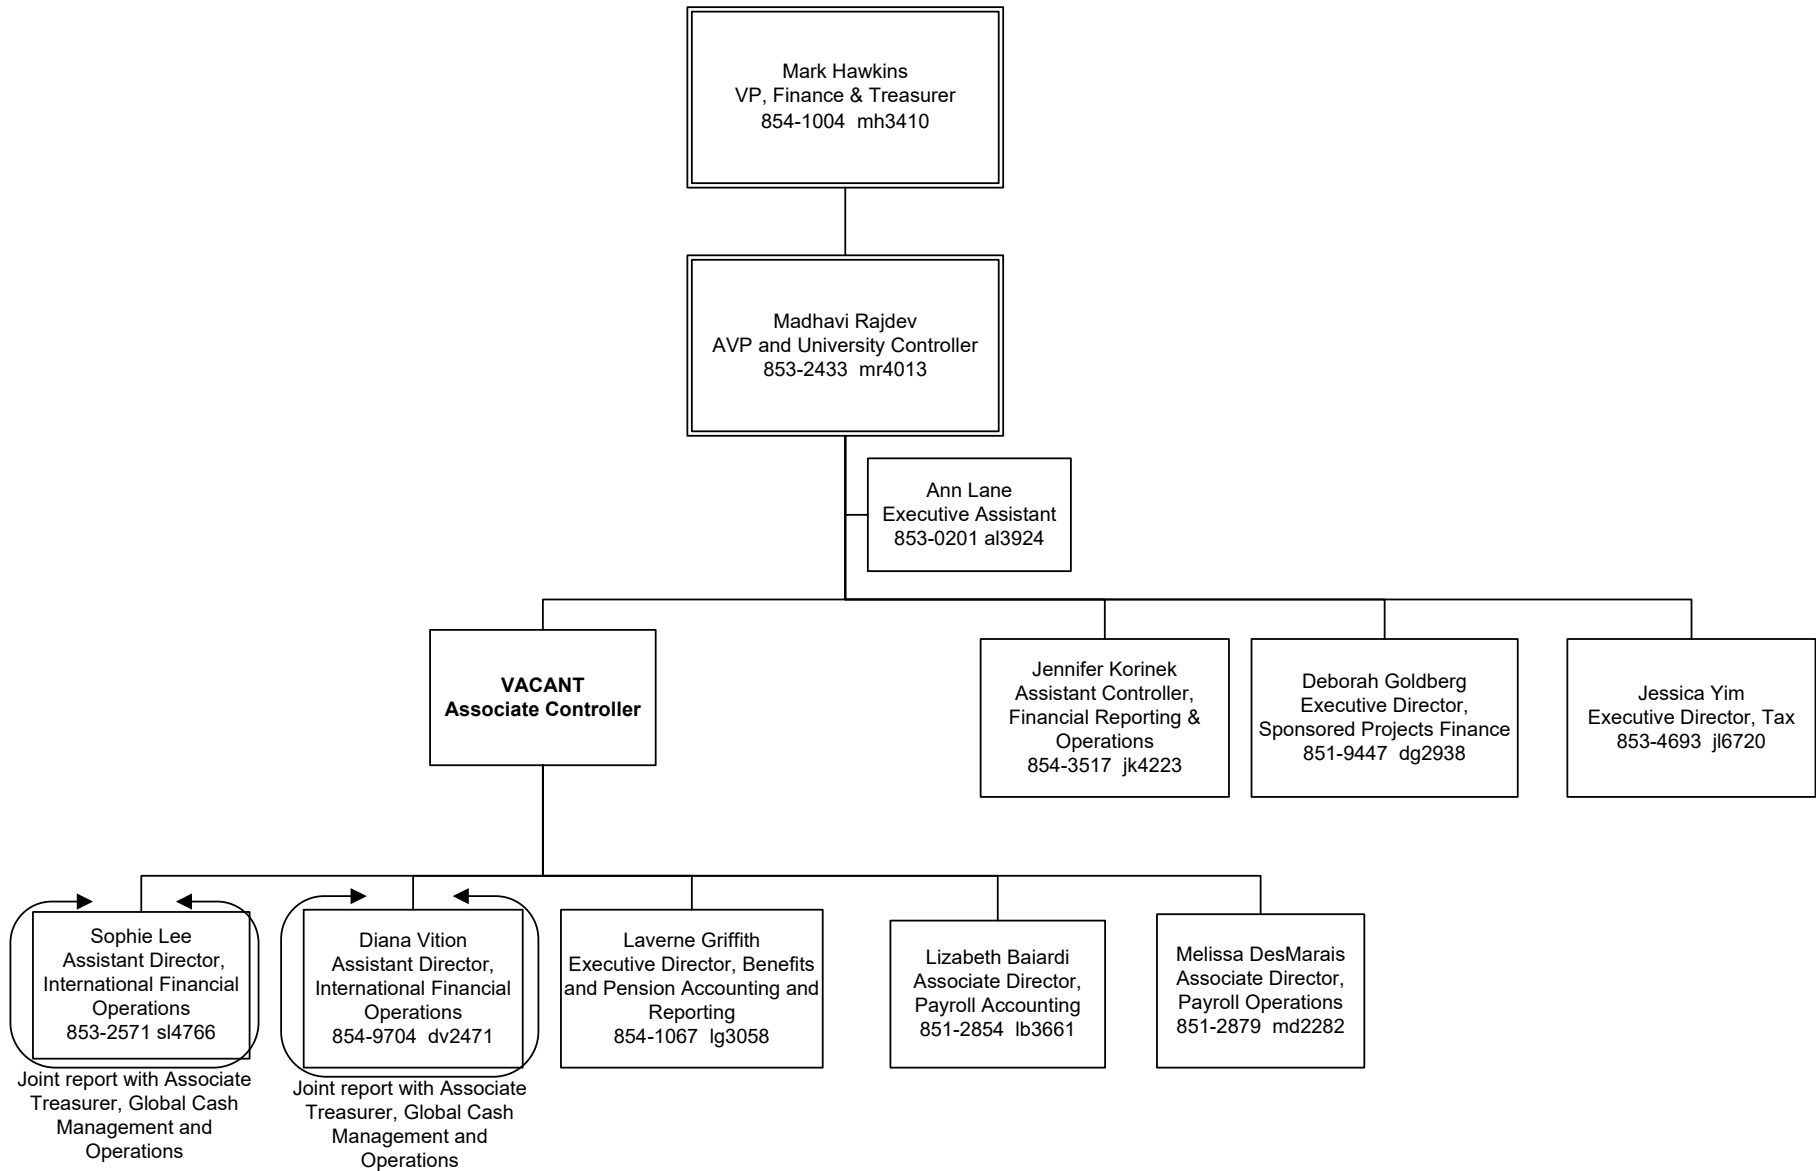 Mark Hawkins
VP, Finance & Treasurer
854-1004  mh3410
Madhavi Rajdev
AVP and University Controller
853-2433  mr4013
Ann Lane
Executive Assistant
853-0201 al3924
VACANT
Associate Controller
Jennifer Korinek
Assistant Controller,
Financial Reporting &
Operations
854-3517  jk4223
Deborah Goldberg
Executive Director,
Sponsored Projects Finance
851-9447  dg2938
Jessica Yim
Executive Director, Tax
853-4693  jl6720
Sophie Lee
Assistant Director,
International Financial
Operations
853-2571 sl4766
Joint report with Associate
Treasurer, Global Cash
Management and
Operations
Diana Vition
Assistant Director,
International Financial
Operations
854-9704  dv2471
Joint report with Associate
Treasurer, Global Cash
Management and
Operations
Laverne Griffith
Executive Director, Benefits
and Pension Accounting and
Reporting
854-1067  lg3058
Lizabeth Baiardi
Associate Director,
Payroll Accounting
851-2854  lb3661
Melissa DesMarais
Associate Director,
Payroll Operations
851-2879  md2282